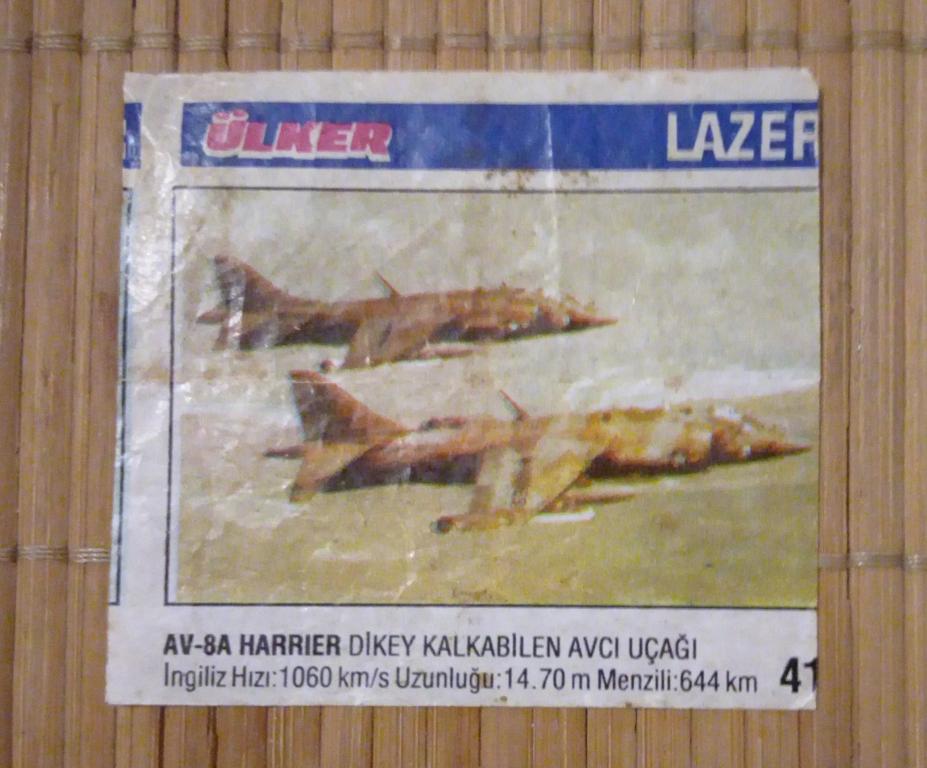 ÜLKER
LAZER
AV-8A HARRIER DİKEY KALKABİLEN AVCI UÇAĞI
İngiliz Hızı:1060 km/s Uzunluğu:14.70 m Menzili:644 km
41